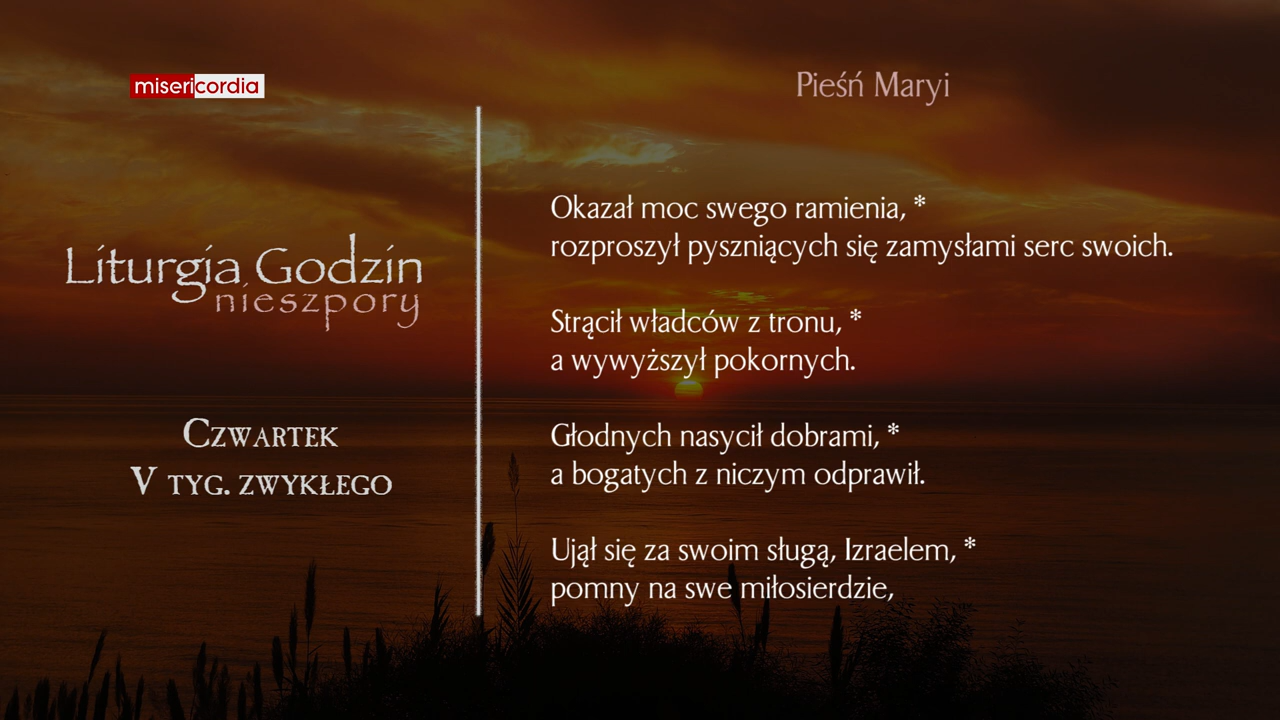 misericordia
Liturgia Godzin
nieszpory
Czwartek
V tyg. zwykłego
Pieśń Maryi
Okazał moc swego ramienia, *
rozproszył pyszniących się zamysłami serc swoich.
Strącił władców z tronu, *
a wywyższył pokornych.
Głodnych nasycił dobrami, *
a bogatych z niczym odprawił.
Ujął się za swoim sługą, Izraelem, *
pomny na swe miłosierdzie,